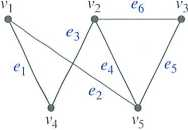 v₁ v₂ e₆ v₃
e₃
e₁ e₄ e₅
e₂
v₄ v₅